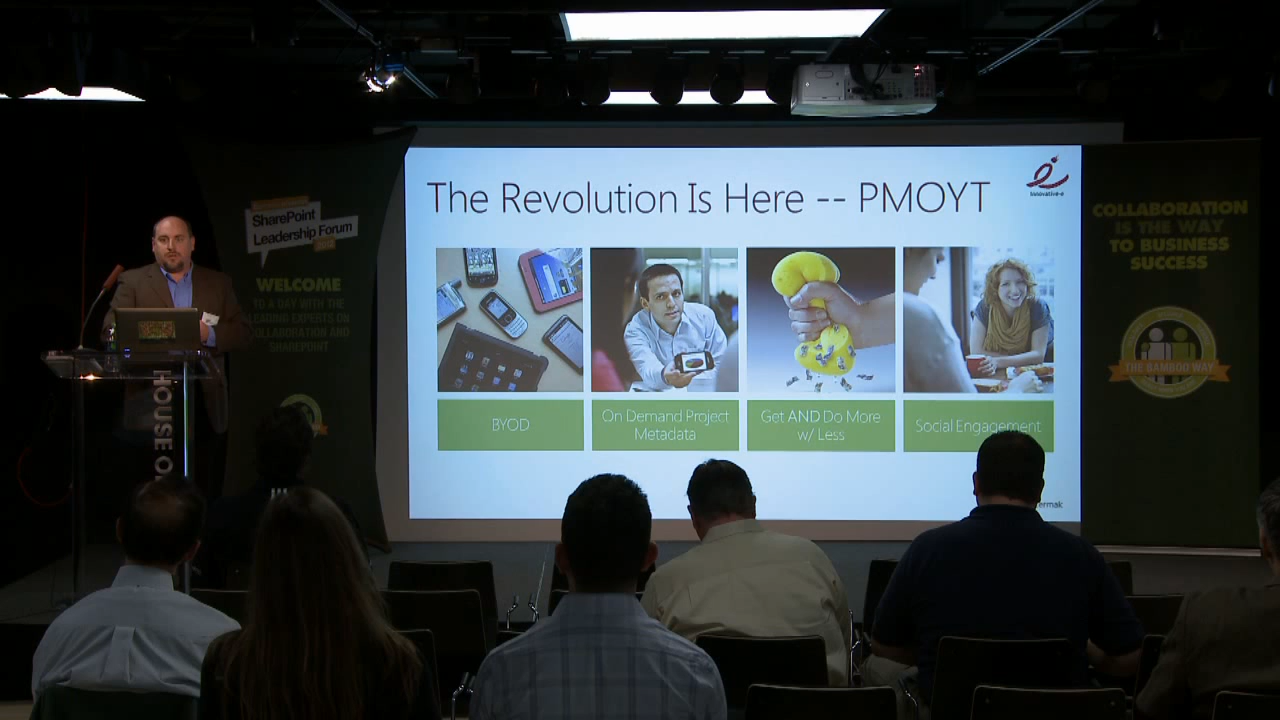 The Revolution Is Here -- PMOYT
innovative-e
SharePoint
Leadership Forum
WELCOME
TO A DAY WITH THE
LEADING EXPERTS ON
COLLABORATION AND
SHAREPOINT
COLLABORATION
IS THE WAY
TO BUSINESS
SUCCESS
THE BAMBOO WAY
BYOD
On Demand Project
Metadata
Get AND Do More
w/ Less
Social Engagement
HOUSE O